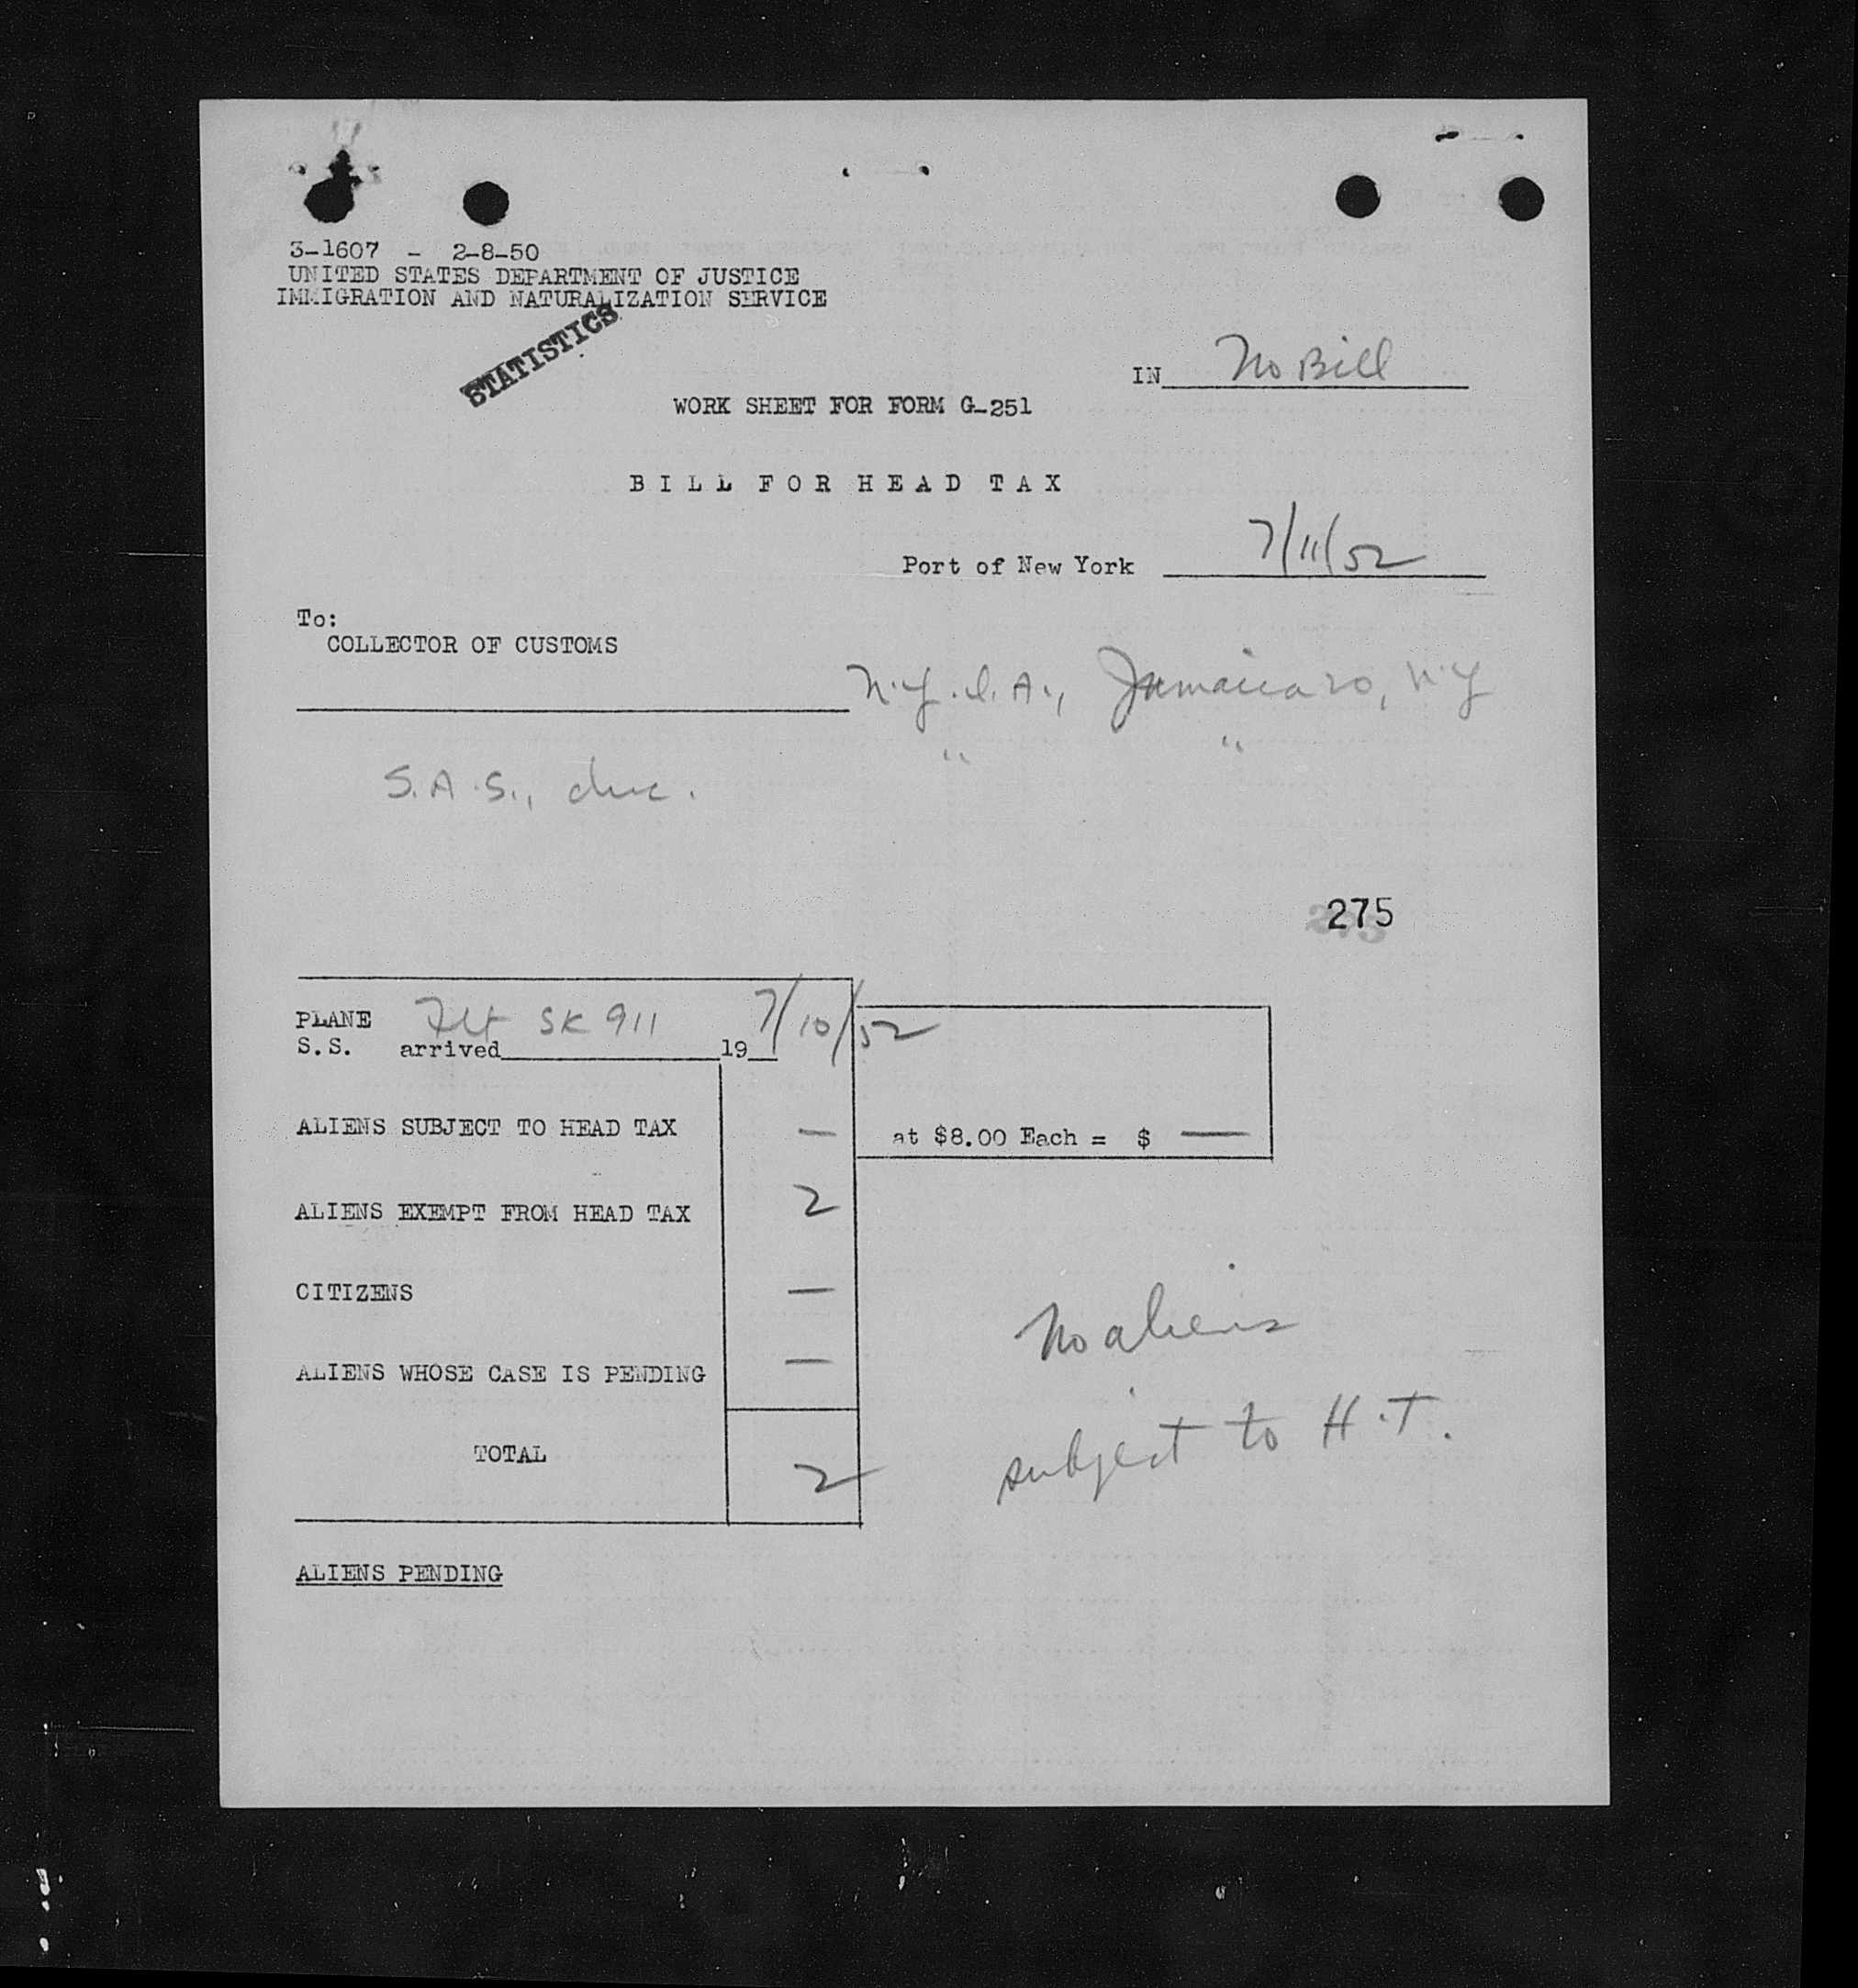 3-1607 - 2-8-50
UNITED STATES DEPARTMENT OF JUSTICE
IMMIGRATION AND NATURALIZATION SERVICE
STATISTICS
IN No Bill
WORK SHEET FOR FORM G-251
BILL FOR HEAD TAX
Port of New York 7/11/52
To:
COLLECTOR OF CUSTOMS
N.Y.I.A., Jamaica 20, N.Y
" "
S.A.S., Inc.
275
PLANE Flt SK 911 7/10/52
S.S. arrived 19
ALIENS SUBJECT TO HEAD TAX — at $8.00 Each = $ —
ALIENS EXEMPT FROM HEAD TAX 2
CITIZENS —
No aliens
ALIENS WHOSE CASE IS PENDING —
subject to H.T.
TOTAL 2
ALIENS PENDING